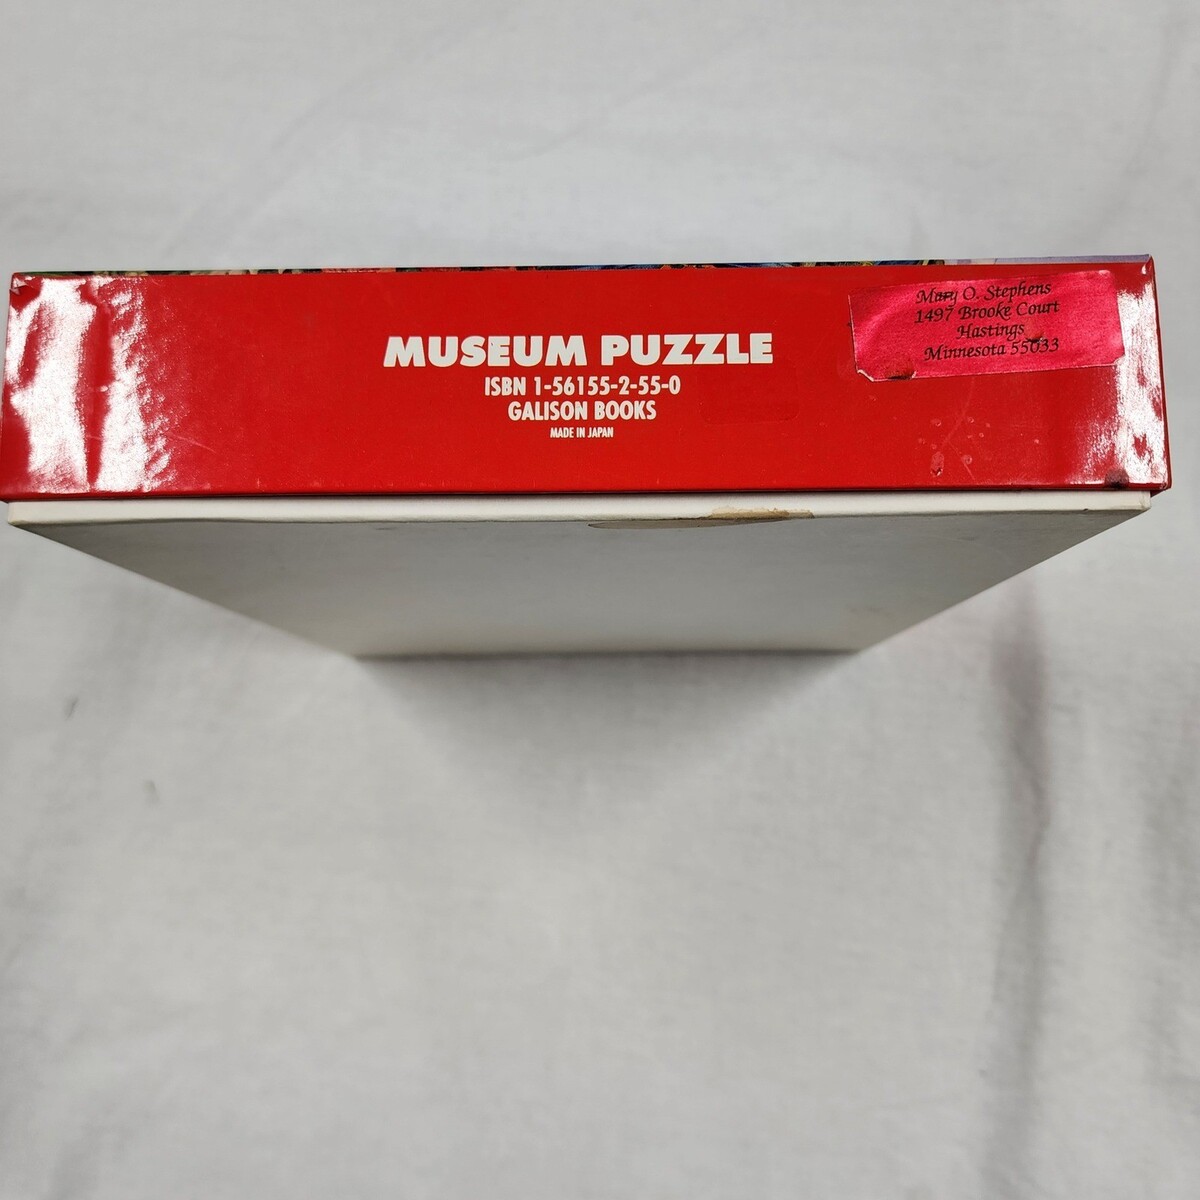 MUSEUM PUZZLE
ISBN 1-56155-2-55-0
GALISON BOOKS
MADE IN JAPAN
Mary O. Stephens
1497 Brooke Court
Hastings
Minnesota 55033